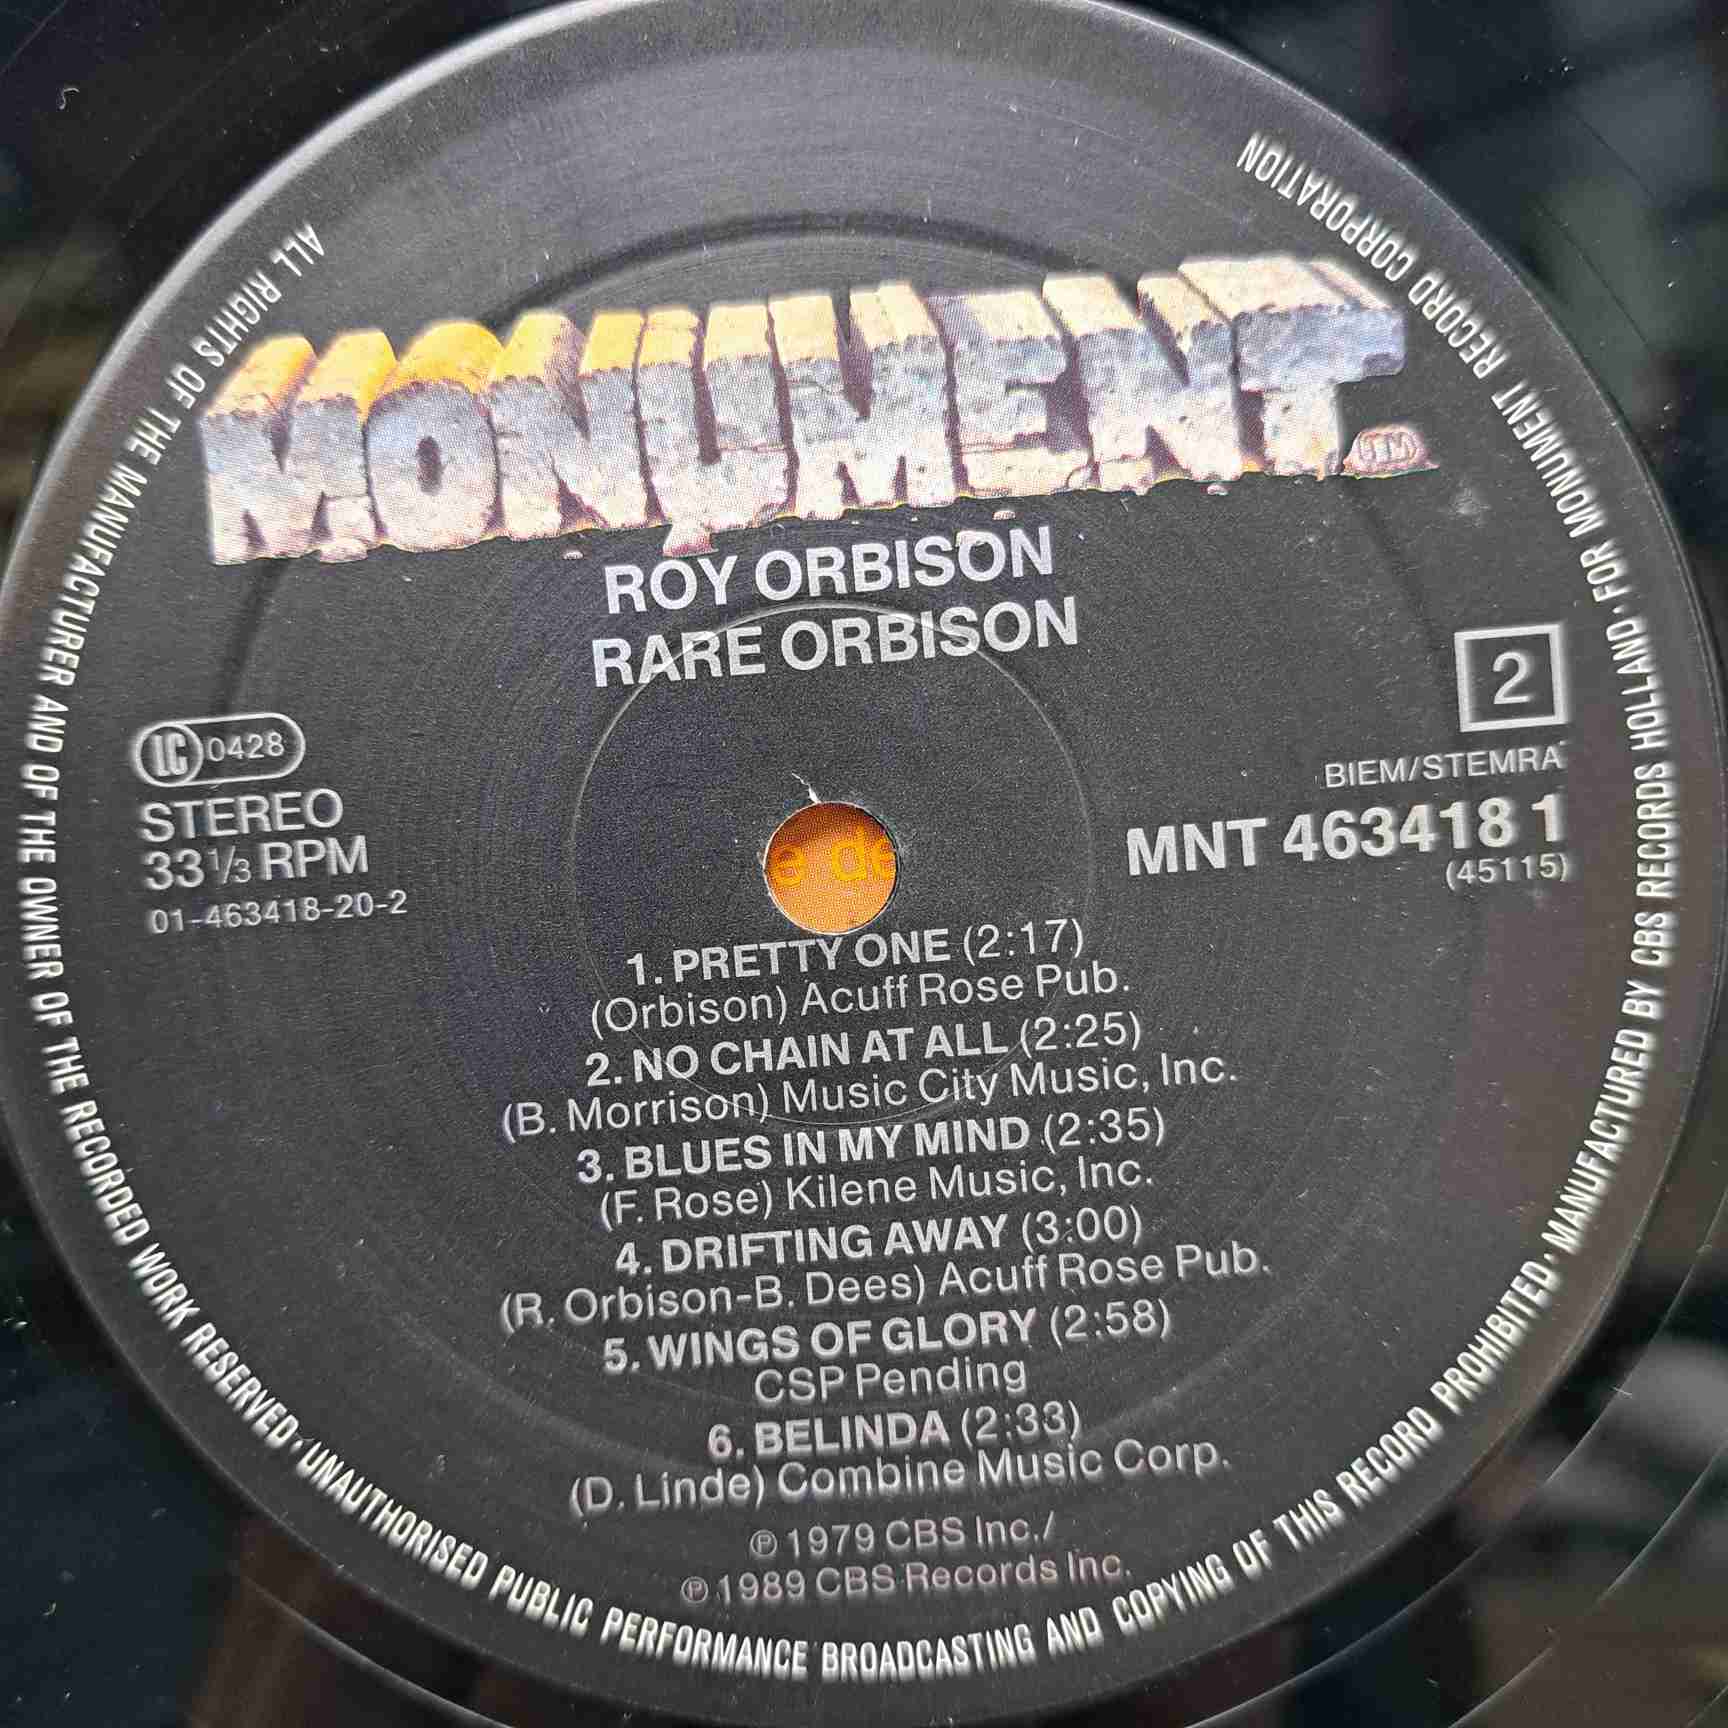 MONUMENT
TM
ROY ORBISON
RARE ORBISON
2
LC 0428
STEREO
33 1/3 RPM
01-463418-20-2
BIEM/STEMRA
MNT 463418 1
(45115)
1. PRETTY ONE (2:17)
(Orbison) Acuff Rose Pub.
2. NO CHAIN AT ALL (2:25)
(B. Morrison) Music City Music, Inc.
3. BLUES IN MY MIND (2:35)
(F. Rose) Kilene Music, Inc.
4. DRIFTING AWAY (3:00)
(R. Orbison-B. Dees) Acuff Rose Pub.
5. WINGS OF GLORY (2:58)
CSP Pending
6. BELINDA (2:33)
(D. Linde) Combine Music Corp.
℗ 1979 CBS Inc./
℗ 1989 CBS Records Inc.
ALL RIGHTS OF THE MANUFACTURER AND OF THE OWNER OF THE RECORDED WORK RESERVED · UNAUTHORISED PUBLIC PERFORMANCE BROADCASTING AND COPYING OF THIS RECORD PROHIBITED · MANUFACTURED BY CBS RECORDS HOLLAND · FOR MONUMENT RECORD CORPORATION
e de